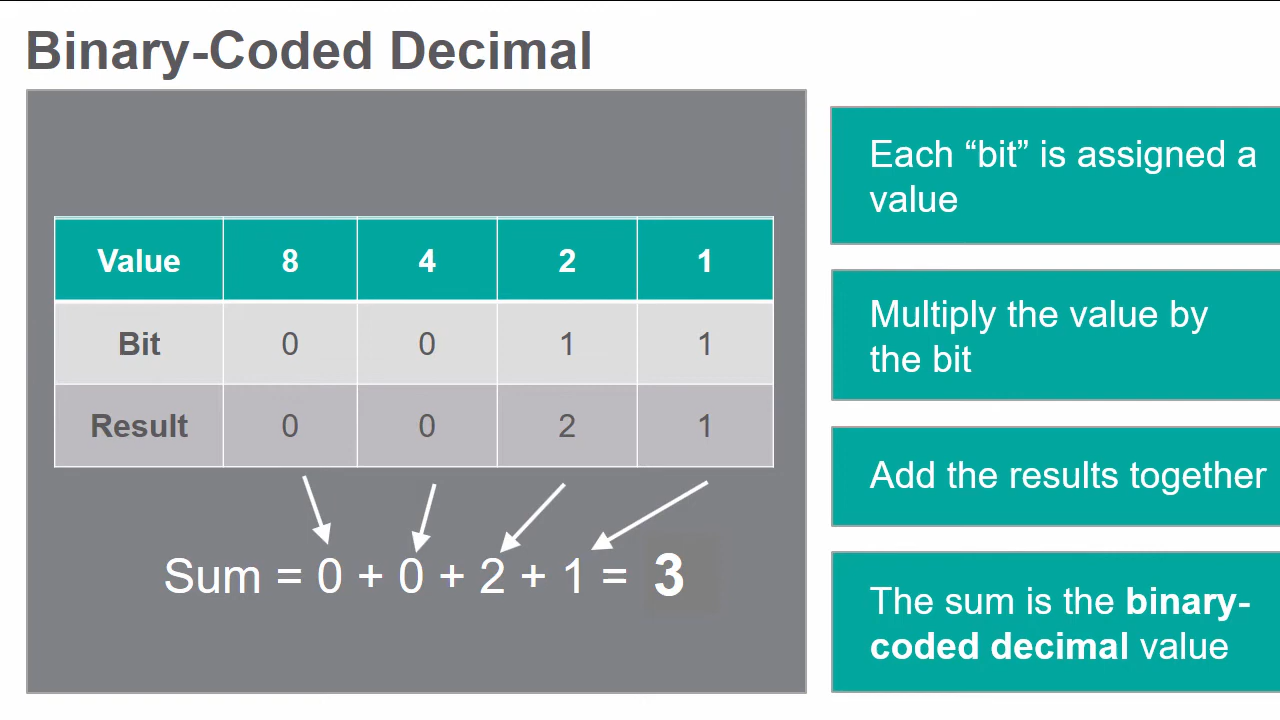 Binary-Coded Decimal
Value 8 4 2 1
Bit 0 0 1 1
Result 0 0 2 1
Sum = 0 + 0 + 2 + 1 = 3
Each “bit” is assigned a
value
Multiply the value by
the bit
Add the results together
The sum is the binary-
coded decimal value